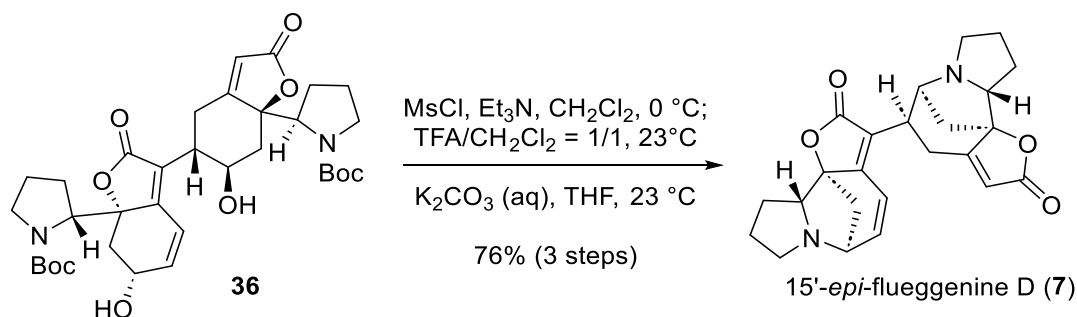 O
O
H
N
Boc
H
OH
O
O
N
Boc
H
HO
36
MsCl, Et₃N, CH₂Cl₂, 0 °C;
TFA/CH₂Cl₂ = 1/1, 23°C
K₂CO₃ (aq), THF, 23 °C
76% (3 steps)
N
H
H
O
O
O
O
H
N
15'-epi-flueggenine D (7)